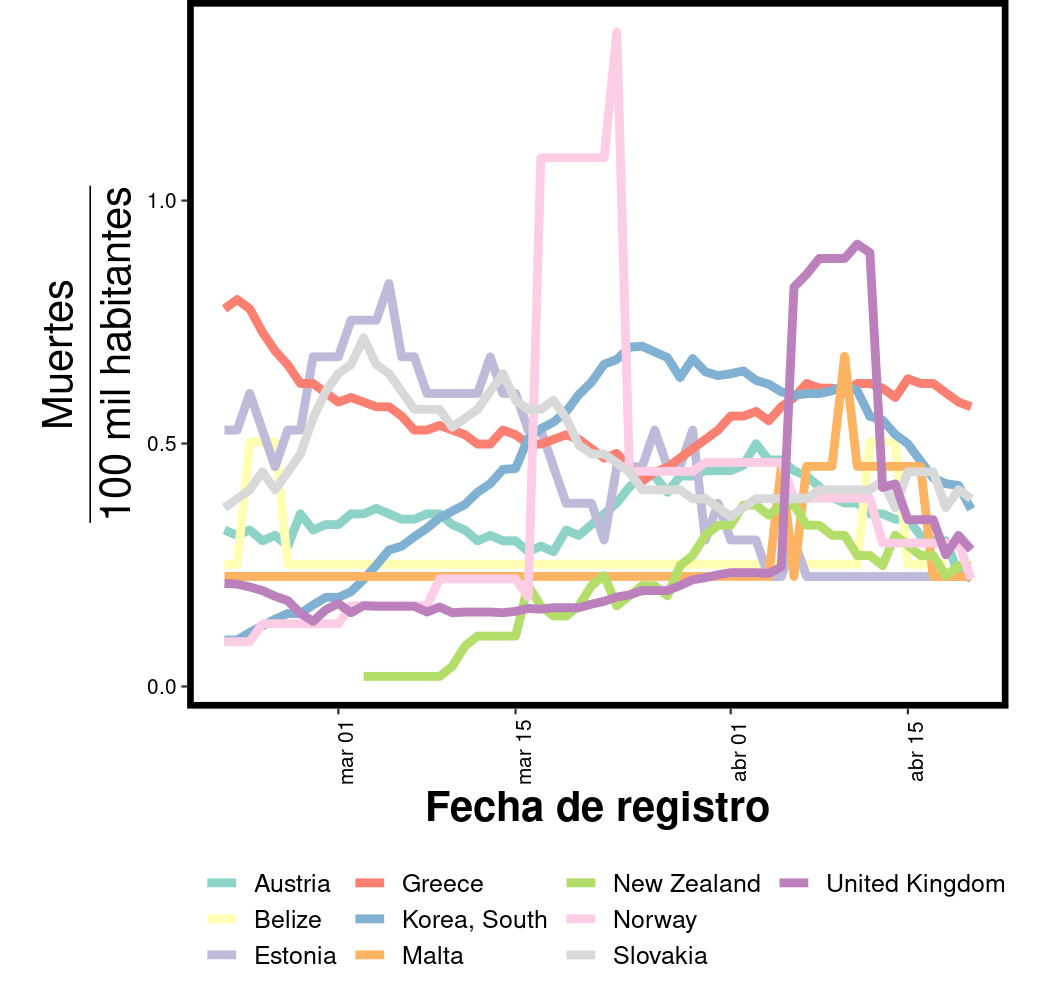 Muertes
100 mil habitantes
1.0
0.5
0.0
mar 01
mar 15
abr 01
abr 15
Fecha de registro
Austria Greece New Zealand United Kingdom
Belize Korea, South Norway
Estonia Malta Slovakia